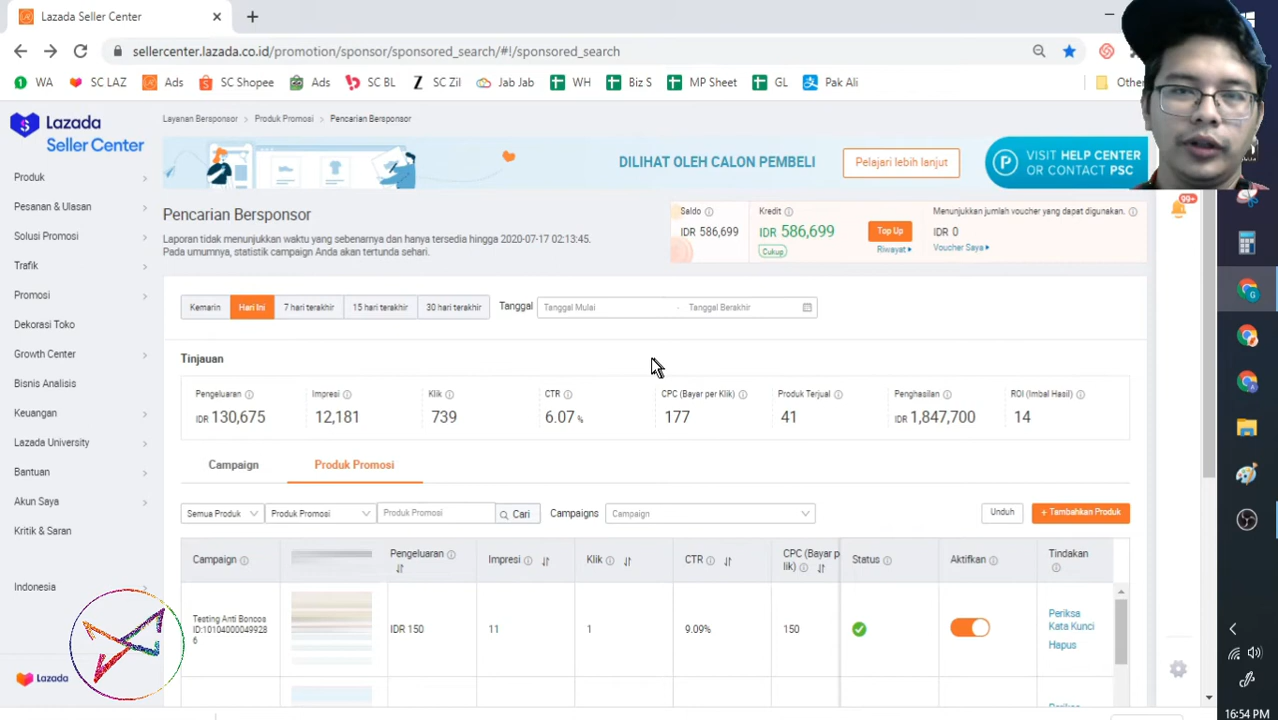 Lazada Seller Center
sellercenter.lazada.co.id/promotion/sponsor/sponsored_search/#!/sponsored_search
WA
SC LAZ
Ads
SC Shopee
Ads
SC BL
SC Zil
Jab Jab
WH
Biz S
MP Sheet
GL
Pak Ali
Other
Lazada
Seller Center
Layanan Bersponsor > Produk Promosi > Pencarian Bersponsor
DILIHAT OLEH CALON PEMBELI
Pelajari lebih lanjut
VISIT HELP CENTER
OR CONTACT PSC
Produk
Pesanan & Ulasan
Solusi Promosi
Trafik
Promosi
Dekorasi Toko
Growth Center
Bisnis Analisis
Keuangan
Lazada University
Bantuan
Akun Saya
Kritik & Saran
Indonesia
Lazada
Pencarian Bersponsor
Laporan tidak menunjukkan waktu yang sebenarnya dan hanya tersedia hingga 2020-07-17 02:13:45.
Pada umumnya, statistik campaign Anda akan tertunda sehari.
Saldo
IDR 586,699
Kredit
IDR 586,699
Cukup
Top Up
Riwayat
Menunjukkan jumlah voucher yang dapat digunakan.
IDR 0
Voucher Saya
99+
Kemarin
Hari Ini
7 hari terakhir
15 hari terakhir
30 hari terakhir
Tanggal
Tanggal Mulai - Tanggal Berakhir
Tinjauan
Pengeluaran
IDR 130,675
Impresi
12,181
Klik
739
CTR
6.07 %
CPC (Bayar per Klik)
177
Produk Terjual
41
Penghasilan
IDR 1,847,700
ROI (Imbal Hasil)
14
Campaign
Produk Promosi
Semua Produk
Produk Promosi
Produk Promosi
Cari
Campaigns
Campaign
Unduh
+ Tambahkan Produk
Campaign
Pengeluaran
Impresi
Klik
CTR
CPC (Bayar p
lik)
Status
Aktifkan
Tindakan
Testing Anti Boncos
ID:10104000049928
6
IDR 150
11
1
9.09%
150
Periksa
Kata Kunci
Hapus
16:54 PM